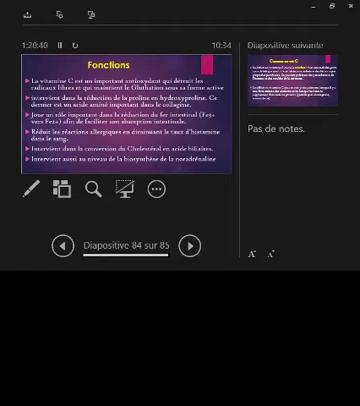 1:20:40
10:34
Diapositive suivante
Fonctions
La vitamine C est un important antioxydant qui détruit les
radicaux libres et qui maintient le Gluthation sous sa forme active
intervient dans la réduction de la proline en hydroxyproline. Ce
dernier est un acide aminé important dans le collagène.
Joue un rôle important dans la réduction du fer intestinal (Fe3+
vers Fe2+) afin de faciliter son absorption intestinale.
Réduit les réactions allergiques en diminuant le taux d'histamine
dans le sang.
Intervient dans la conversion du Cholestérol en acide biliaires.
Intervient aussi au niveau de la biosynthèse de la noradrénaline
Pas de notes.
Diapositive 84 sur 85
A A